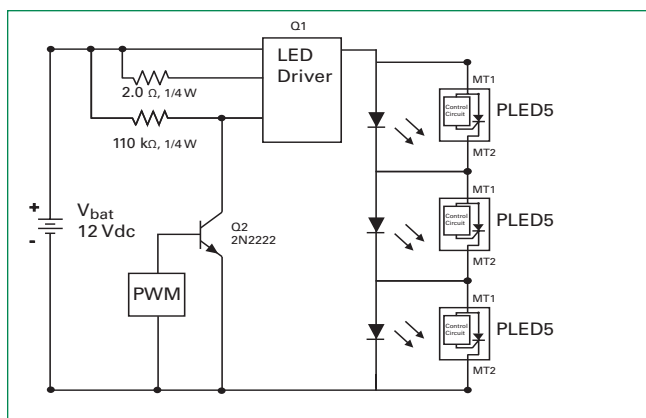 Q1
LED
Driver
2.0 Ω, 1/4 W
110 kΩ, 1/4 W
+
-
Vbat
12 Vdc
Q2
2N2222
PWM
MT1
Control
Circuit
MT2
PLED5
MT1
Control
Circuit
MT2
PLED5
MT1
Control
Circuit
MT2
PLED5